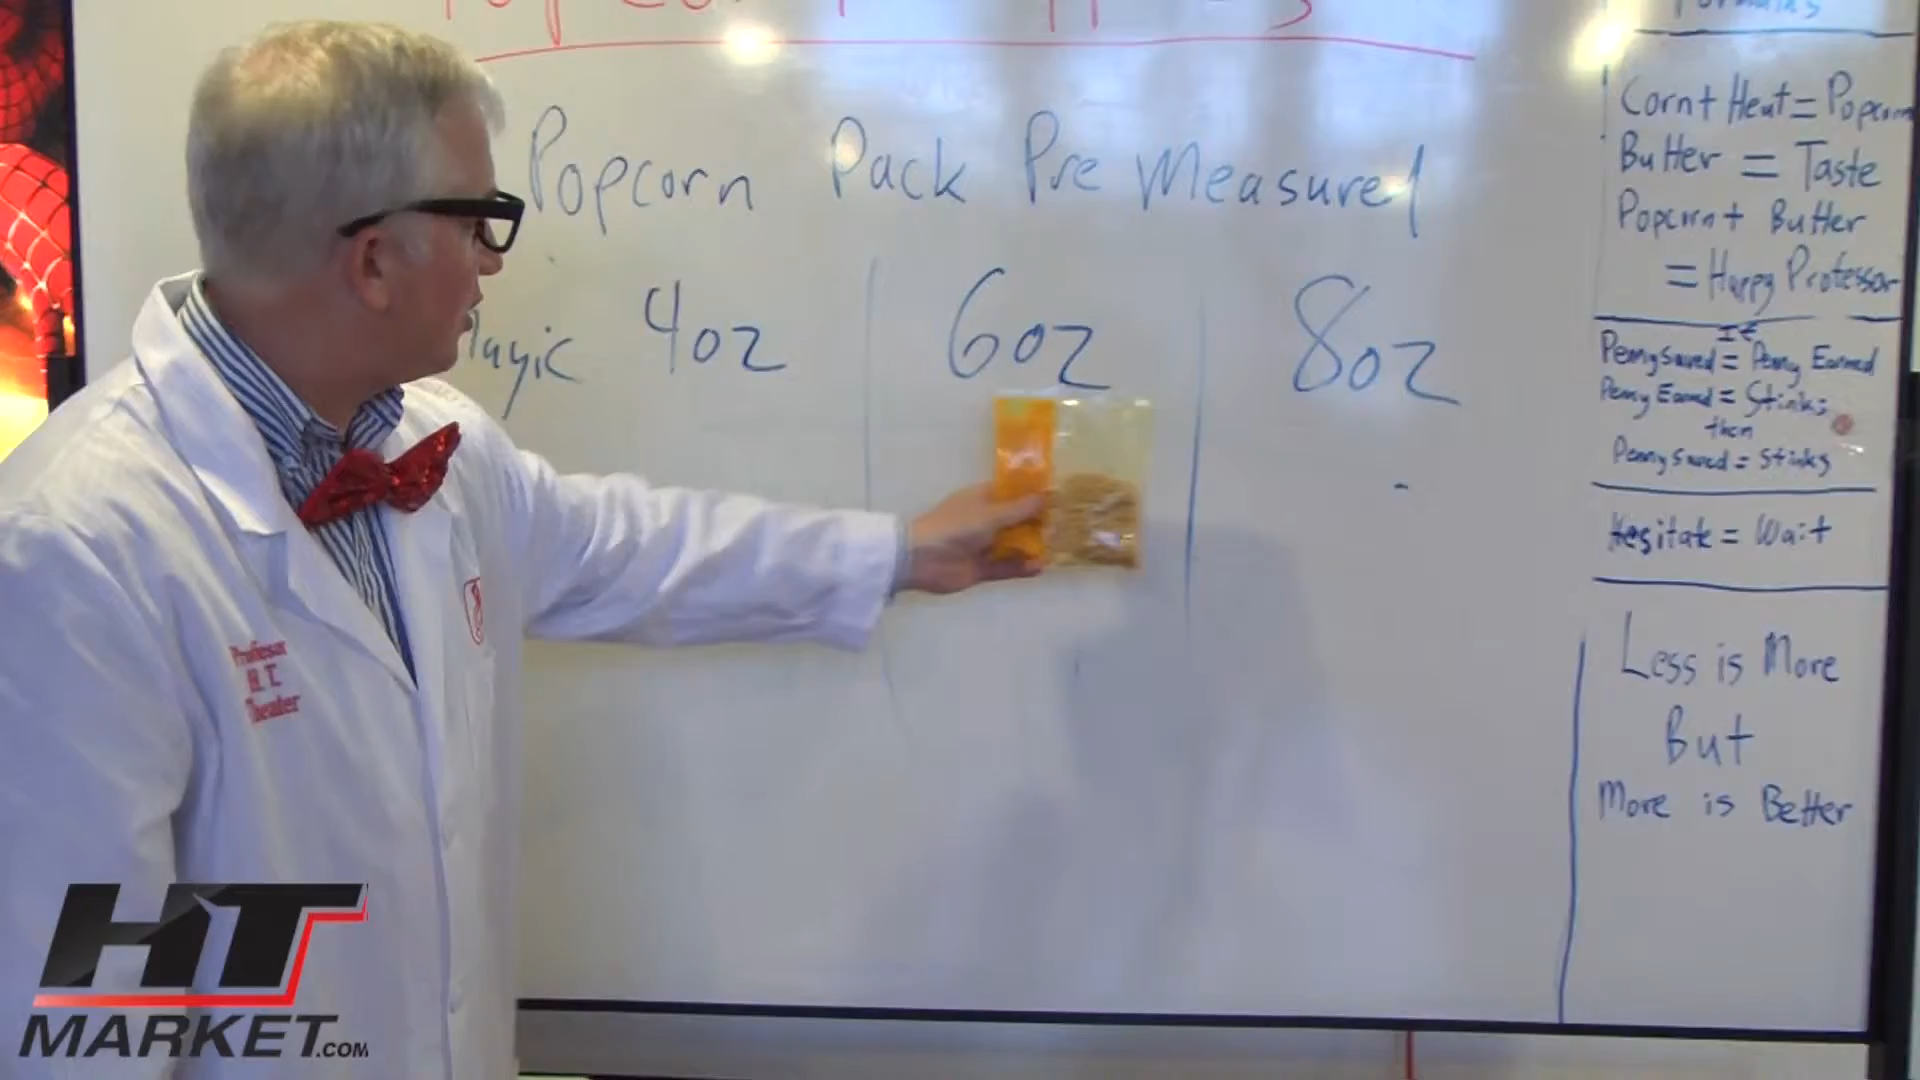 Popcorn Pack Pre Measured
4oz
6oz
8oz
Corn + Heat = Popcorn
Butter = Taste
Popcorn + Butter
= Happy Professor
If
Penny saved = Penny Earned
Penny Earned = Stinks
then
Penny saved = Stinks
Hesitate = Wait
Less is More
But
More is Better
Professor
H.T.
Theater
HT
MARKET.COM